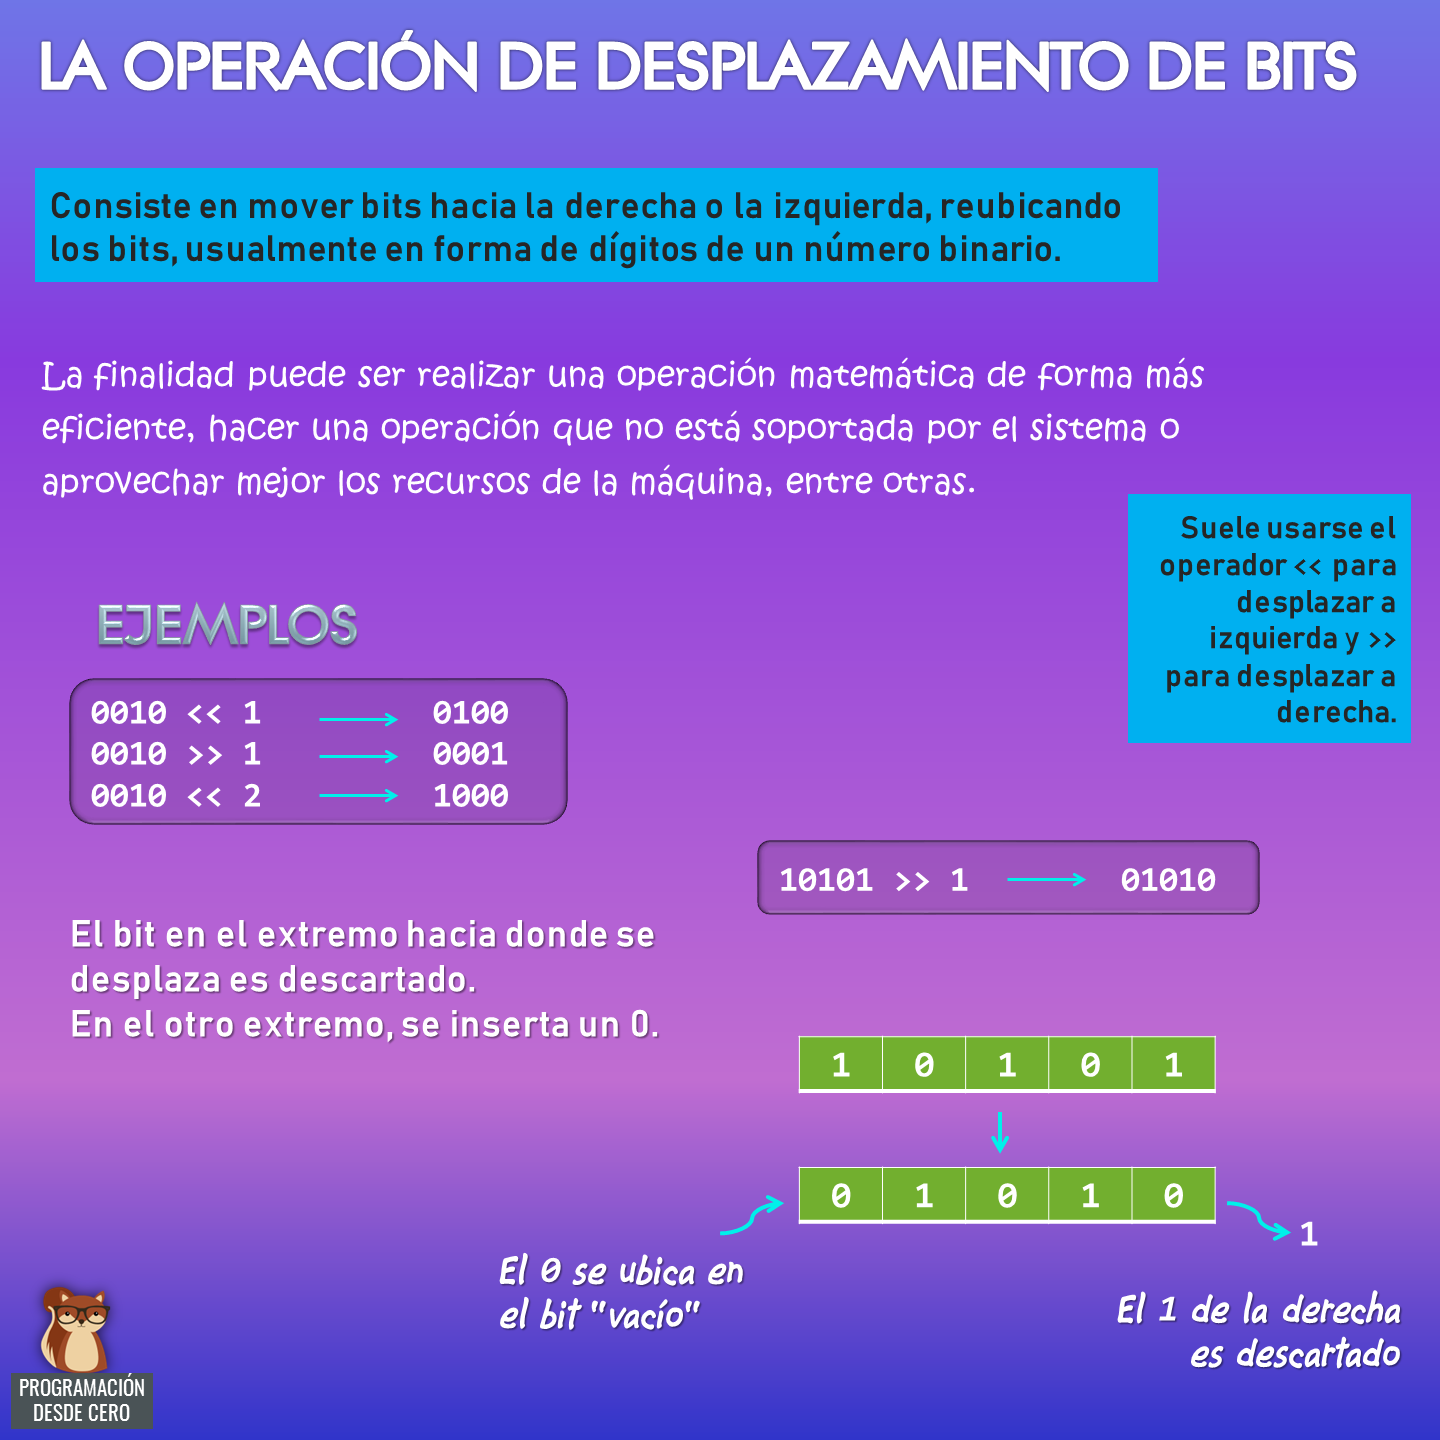 LA OPERACIÓN DE DESPLAZAMIENTO DE BITS
Consiste en mover bits hacia la derecha o la izquierda, reubicando
los bits, usualmente en forma de dígitos de un número binario.
La finalidad puede ser realizar una operación matemática de forma más
eficiente, hacer una operación que no está soportada por el sistema o
aprovechar mejor los recursos de la máquina, entre otras.
Suele usarse el
operador << para
desplazar a
izquierda y >>
para desplazar a
derecha.
EJEMPLOS
0010 << 1 → 0100
0010 >> 1 → 0001
0010 << 2 → 1000
10101 >> 1 → 01010
El bit en el extremo hacia donde se
desplaza es descartado.
En el otro extremo, se inserta un 0.
1 0 1 0 1
0 1 0 1 0
1
El 0 se ubica en
el bit "vacío"
El 1 de la derecha
es descartado
PROGRAMACIÓN
DESDE CERO